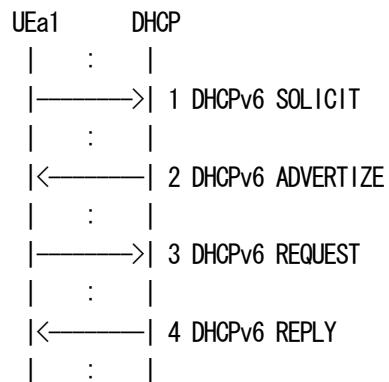 UEa1 DHCP
| : |
|-------->| 1 DHCPv6 SOLICIT
| : |
|<--------| 2 DHCPv6 ADVERTIZE
| : |
|-------->| 3 DHCPv6 REQUEST
| : |
|<--------| 4 DHCPv6 REPLY
| : |